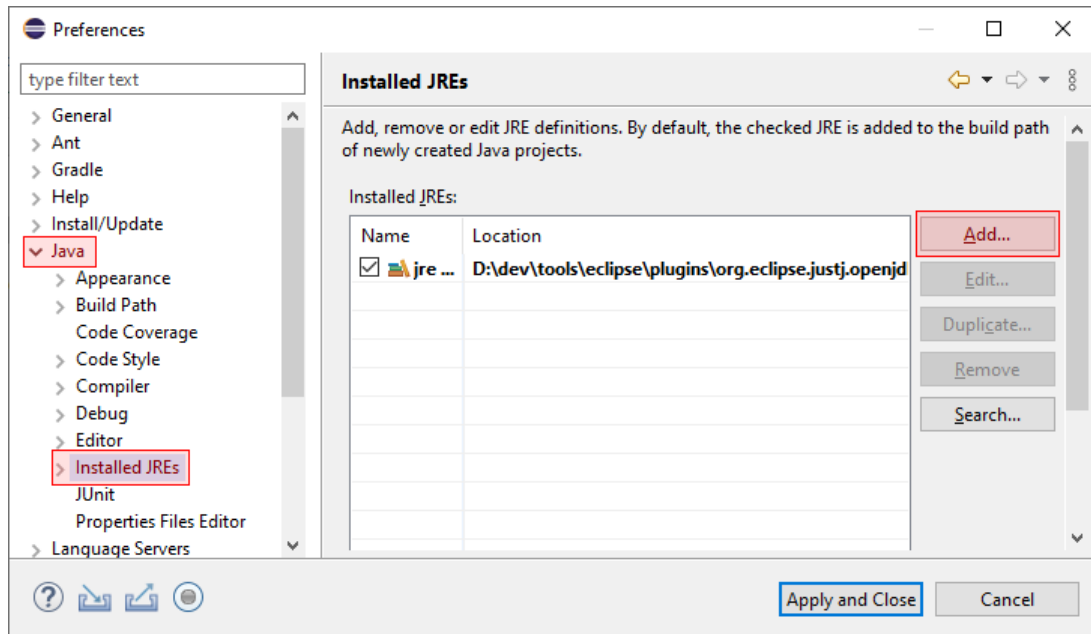 Preferences
type filter text
General
Ant
Gradle
Help
Install/Update
Java
Appearance
Build Path
Code Coverage
Code Style
Compiler
Debug
Editor
Installed JREs
JUnit
Properties Files Editor
Language Servers
Installed JREs
Add, remove or edit JRE definitions. By default, the checked JRE is added to the build path
of newly created Java projects.
Installed JREs:
Name Location
jre ... D:\dev\tools\eclipse\plugins\org.eclipse.justj.openjd
Add...
Edit...
Duplicate...
Remove
Search...
Apply and Close
Cancel